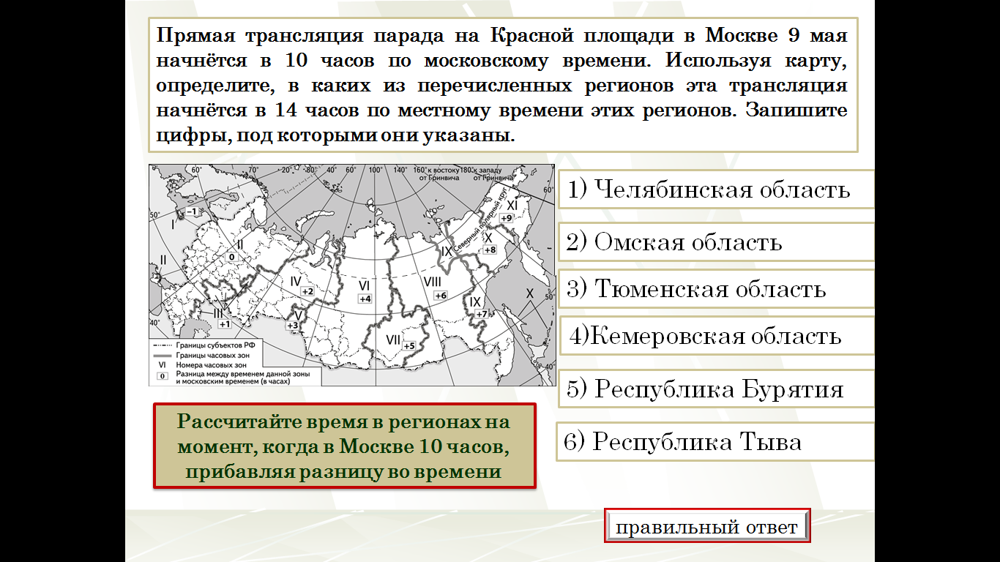 Прямая трансляция парада на Красной площади в Москве 9 мая
начнётся в 10 часов по московскому времени. Используя карту,
определите, в каких из перечисленных регионов эта трансляция
начнётся в 14 часов по местному времени этих регионов. Запишите
цифры, под которыми они указаны.
60° 70° 80° 40° 60° 100° 140° 160° к востоку 180° к западу
от Гринвича от Гринвича
60°
50°
I
–1
II
0
II
40°
III
+1
IV
+2
V
+3
VI
+4
VII
+5
VIII
+6
IX
IX
+7
Северный полярный круг
X
+8
XI
+9
X
50°
40°
Границы субъектов РФ
Границы часовых зон
VI Номера часовых зон
0 Разница между временем данной зоны
и московским временем (в часах)
1) Челябинская область
2) Омская область
3) Тюменская область
4)Кемеровская область
5) Республика Бурятия
6) Республика Тыва
Рассчитайте время в регионах на
момент, когда в Москве 10 часов,
прибавляя разницу во времени
правильный ответ